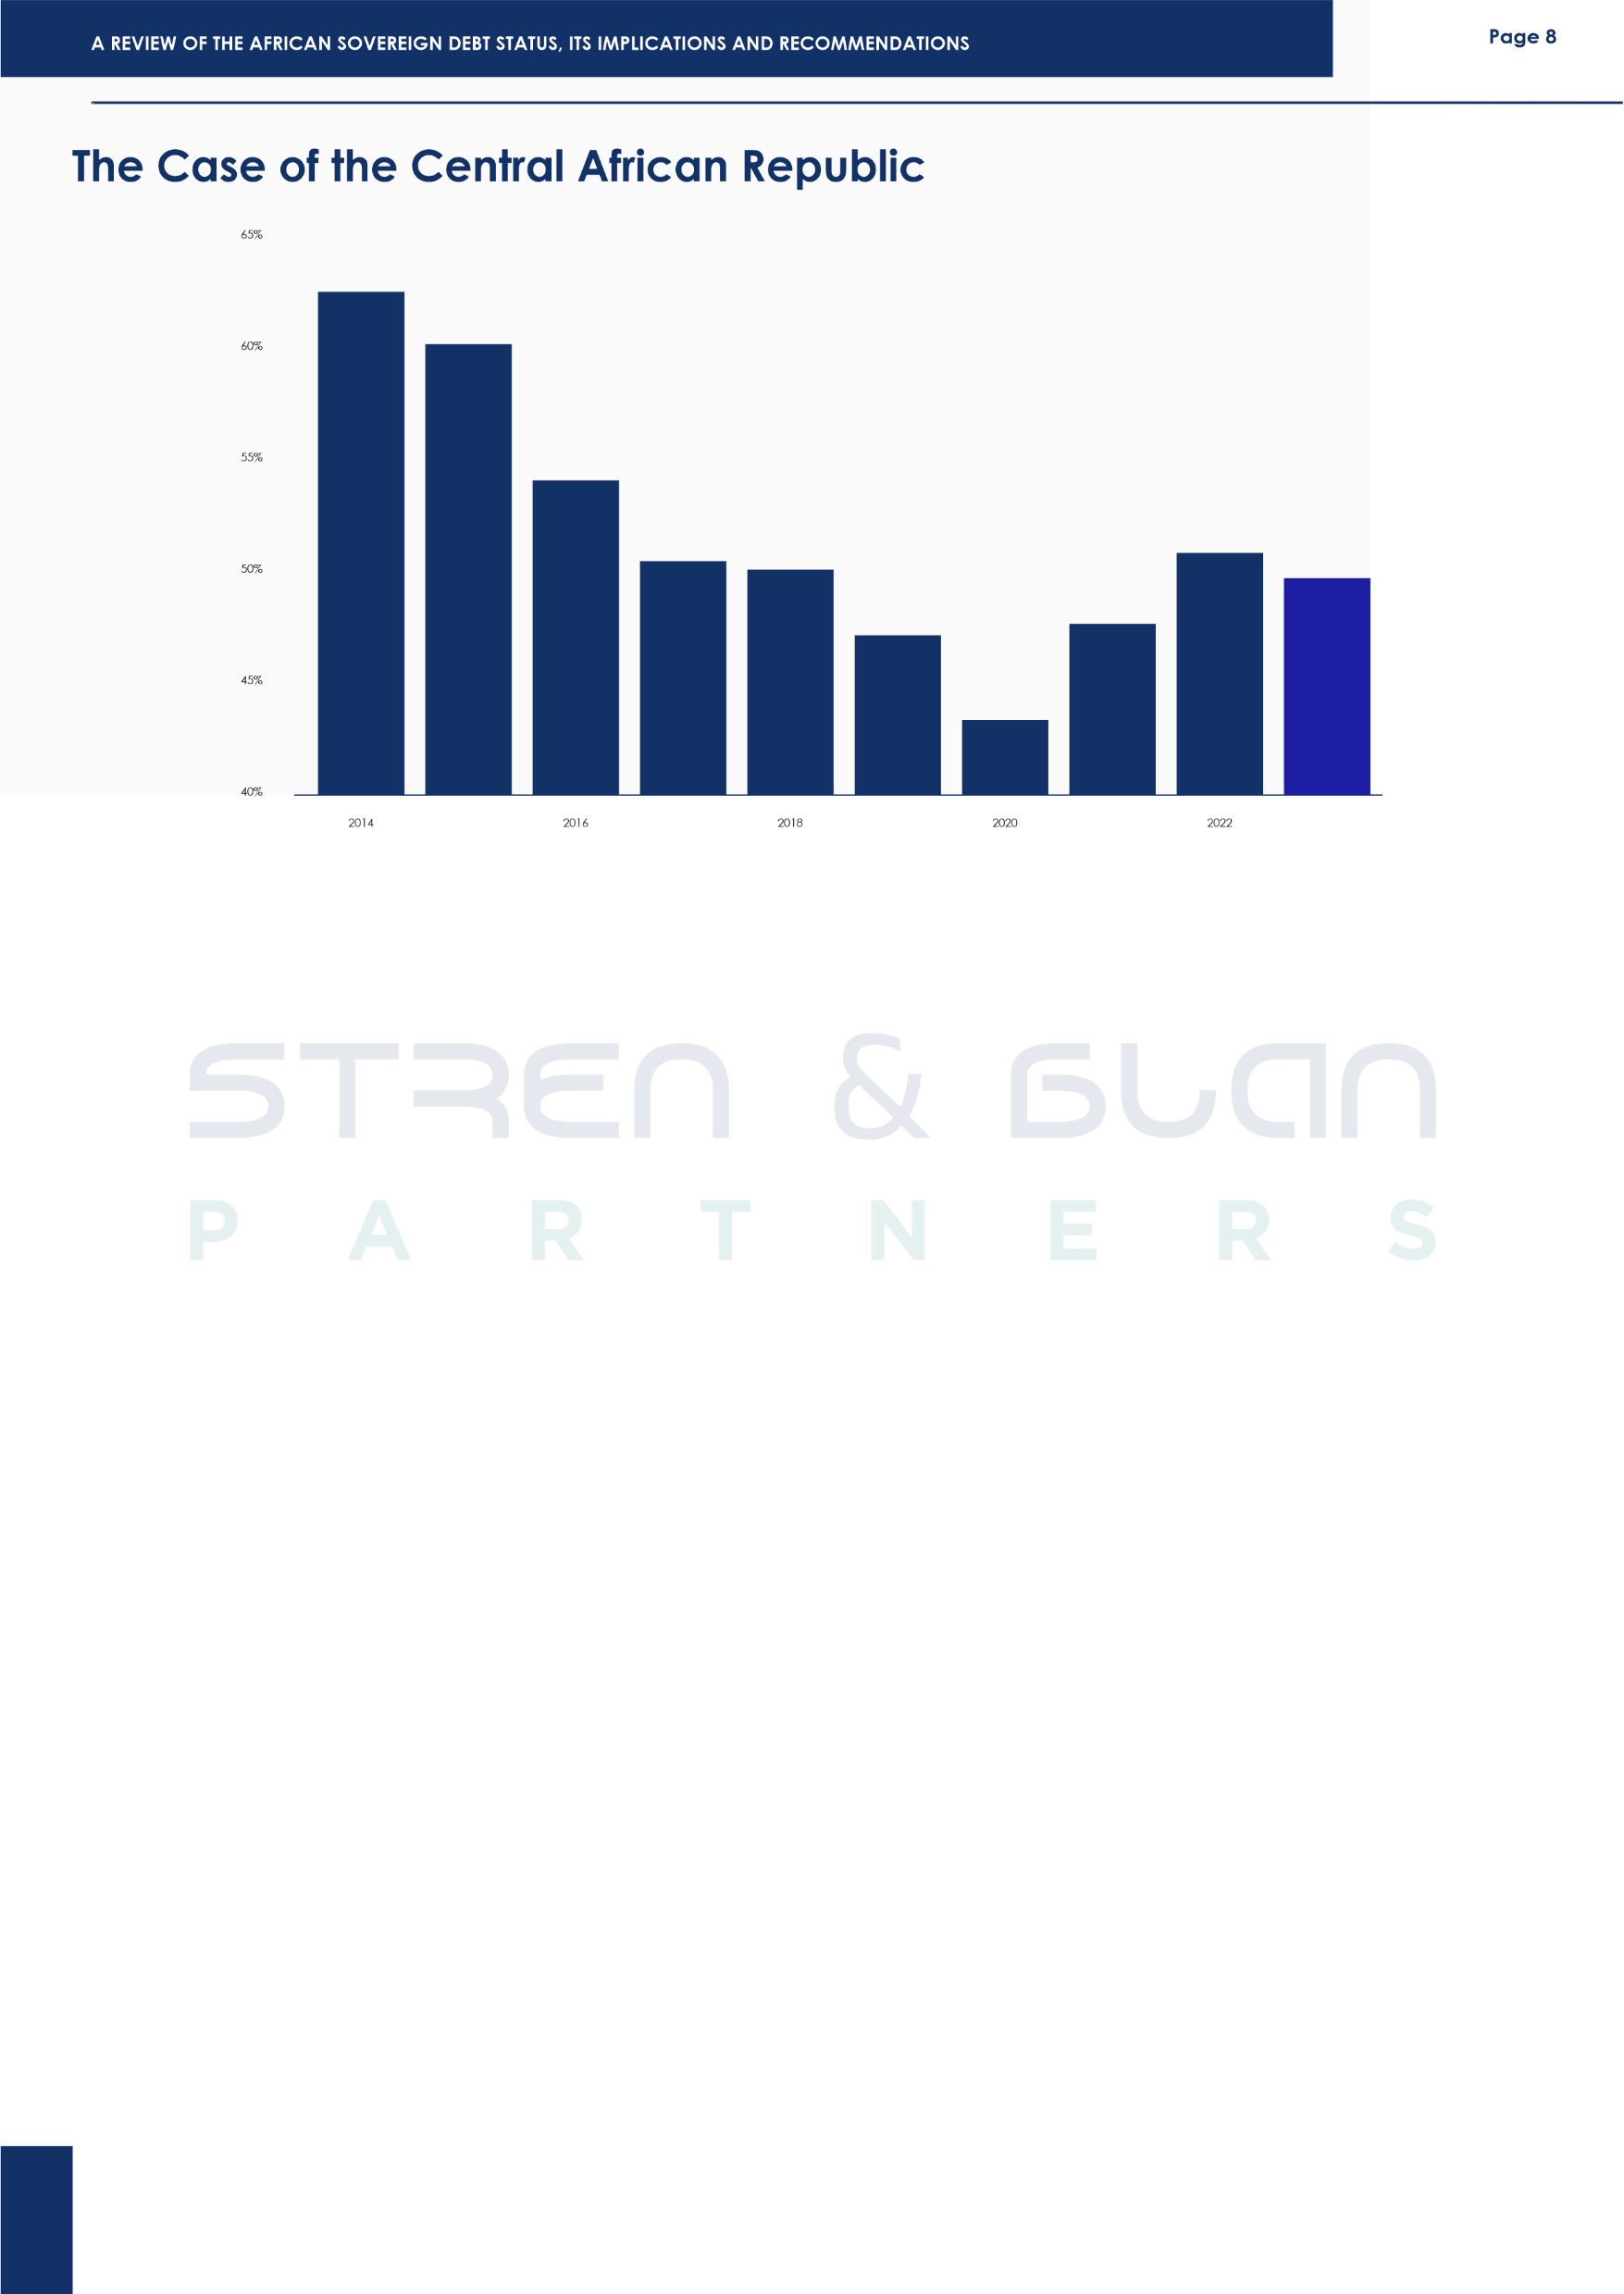 A REVIEW OF THE AFRICAN SOVEREIGN DEBT STATUS, ITS IMPLICATIONS AND RECOMMENDATIONS
Page 8
The Case of the Central African Republic
65%
60%
55%
50%
45%
40%
2014 2016 2018 2020 2022
STREN & BLAN
PARTNERS